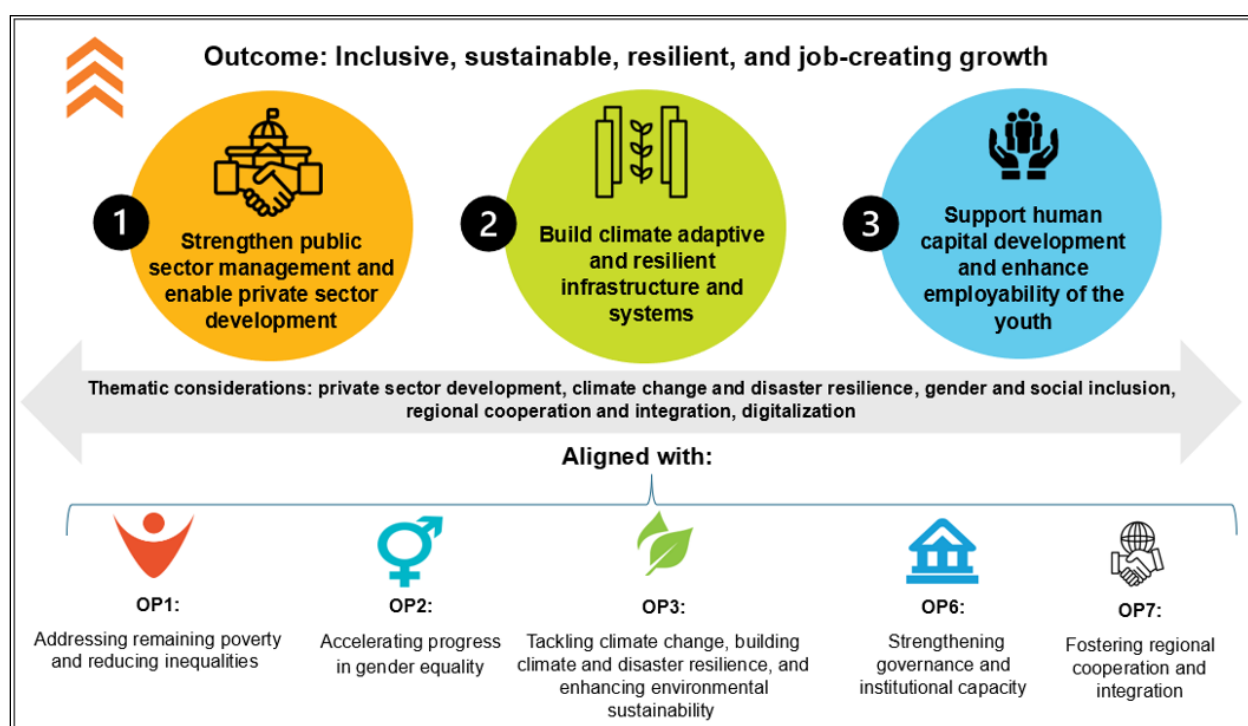 Outcome: Inclusive, sustainable, resilient, and job-creating growth
1
Strengthen public
sector management and
enable private sector
development
2
Build climate adaptive
and resilient
infrastructure and
systems
3
Support human
capital development
and enhance
employability of the
youth
Thematic considerations: private sector development, climate change and disaster resilience, gender and social inclusion,
regional cooperation and integration, digitalization
Aligned with:
OP1:
Addressing remaining poverty
and reducing inequalities
OP2:
Accelerating progress
in gender equality
OP3:
Tackling climate change, building
climate and disaster resilience, and
enhancing environmental
sustainability
OP6:
Strengthening
governance and
institutional capacity
OP7:
Fostering regional
cooperation and
integration